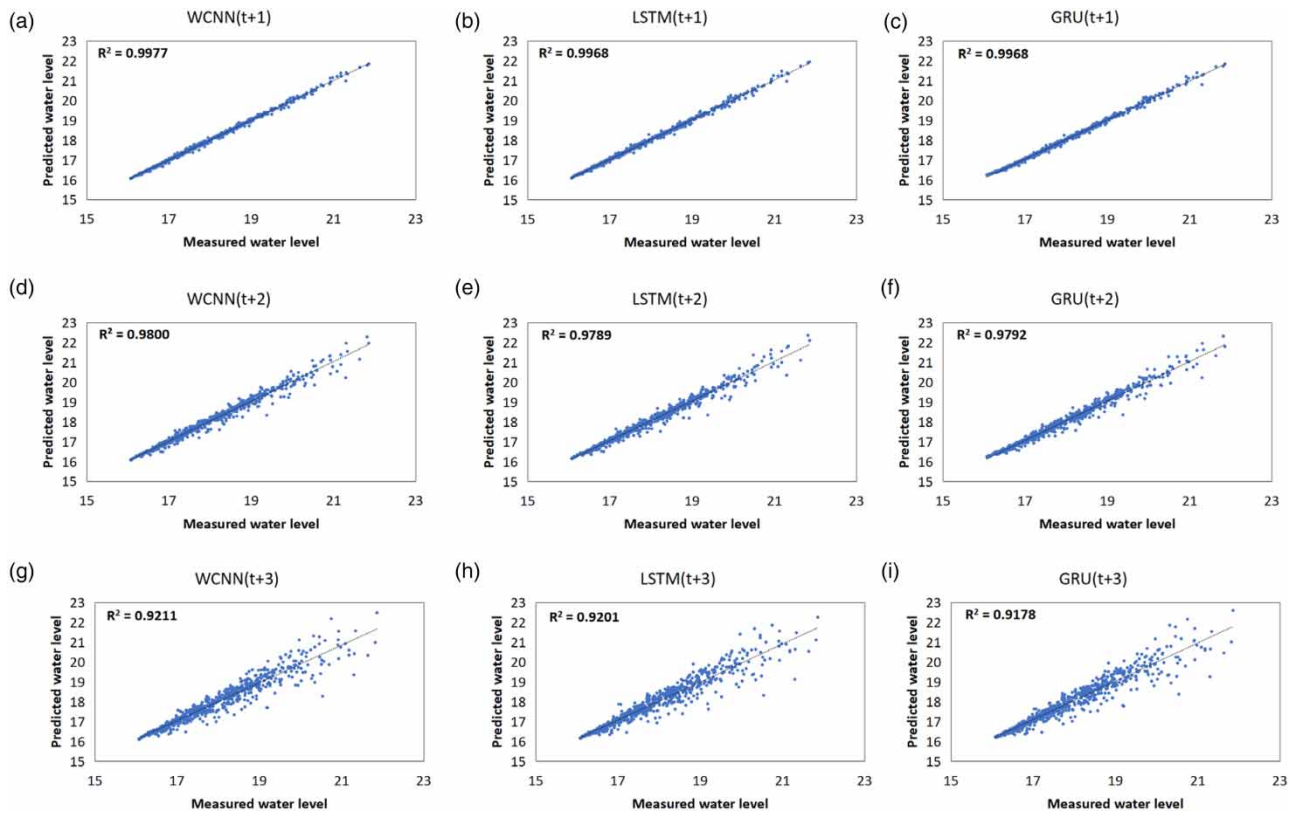 (a) WCNN(t+1)
R² = 0.9977
Predicted water level
23
22
21
20
19
18
17
16
15
15 17 19 21 23
Measured water level
(b) LSTM(t+1)
R² = 0.9968
Predicted water level
23
22
21
20
19
18
17
16
15
15 17 19 21 23
Measured water level
(c) GRU(t+1)
R² = 0.9968
Predicted water level
23
22
21
20
19
18
17
16
15
15 17 19 21 23
Measured water level
(d) WCNN(t+2)
R² = 0.9800
Predicted water level
23
22
21
20
19
18
17
16
15
15 17 19 21 23
Measured water level
(e) LSTM(t+2)
R² = 0.9789
Predicted water level
23
22
21
20
19
18
17
16
15
15 17 19 21 23
Measured water level
(f) GRU(t+2)
R² = 0.9792
Predicted water level
23
22
21
20
19
18
17
16
15
15 17 19 21 23
Measured water level
(g) WCNN(t+3)
R² = 0.9211
Predicted water level
23
22
21
20
19
18
17
16
15
15 17 19 21 23
Measured water level
(h) LSTM(t+3)
R² = 0.9201
Predicted water level
23
22
21
20
19
18
17
16
15
15 17 19 21 23
Measured water level
(i) GRU(t+3)
R² = 0.9178
Predicted water level
23
22
21
20
19
18
17
16
15
15 17 19 21 23
Measured water level